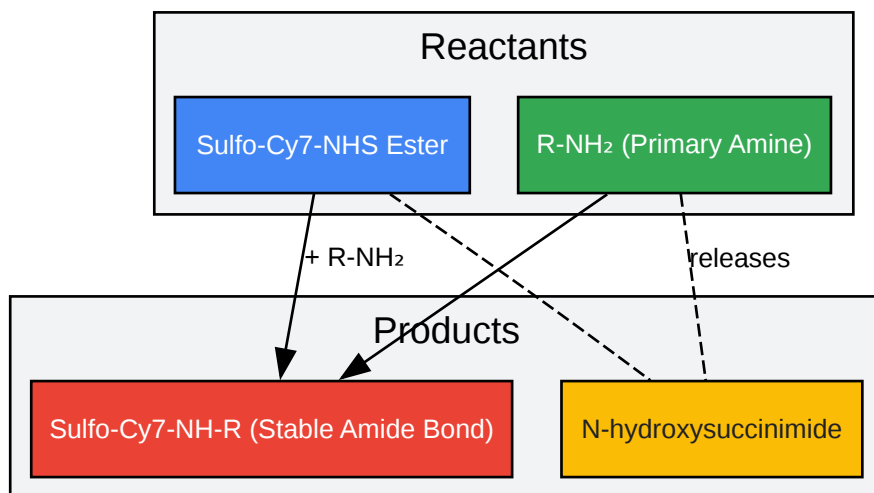 Reactants
Sulfo-Cy7-NHS Ester
R-NH₂ (Primary Amine)
+ R-NH₂
releases
Products
Sulfo-Cy7-NH-R (Stable Amide Bond)
N-hydroxysuccinimide